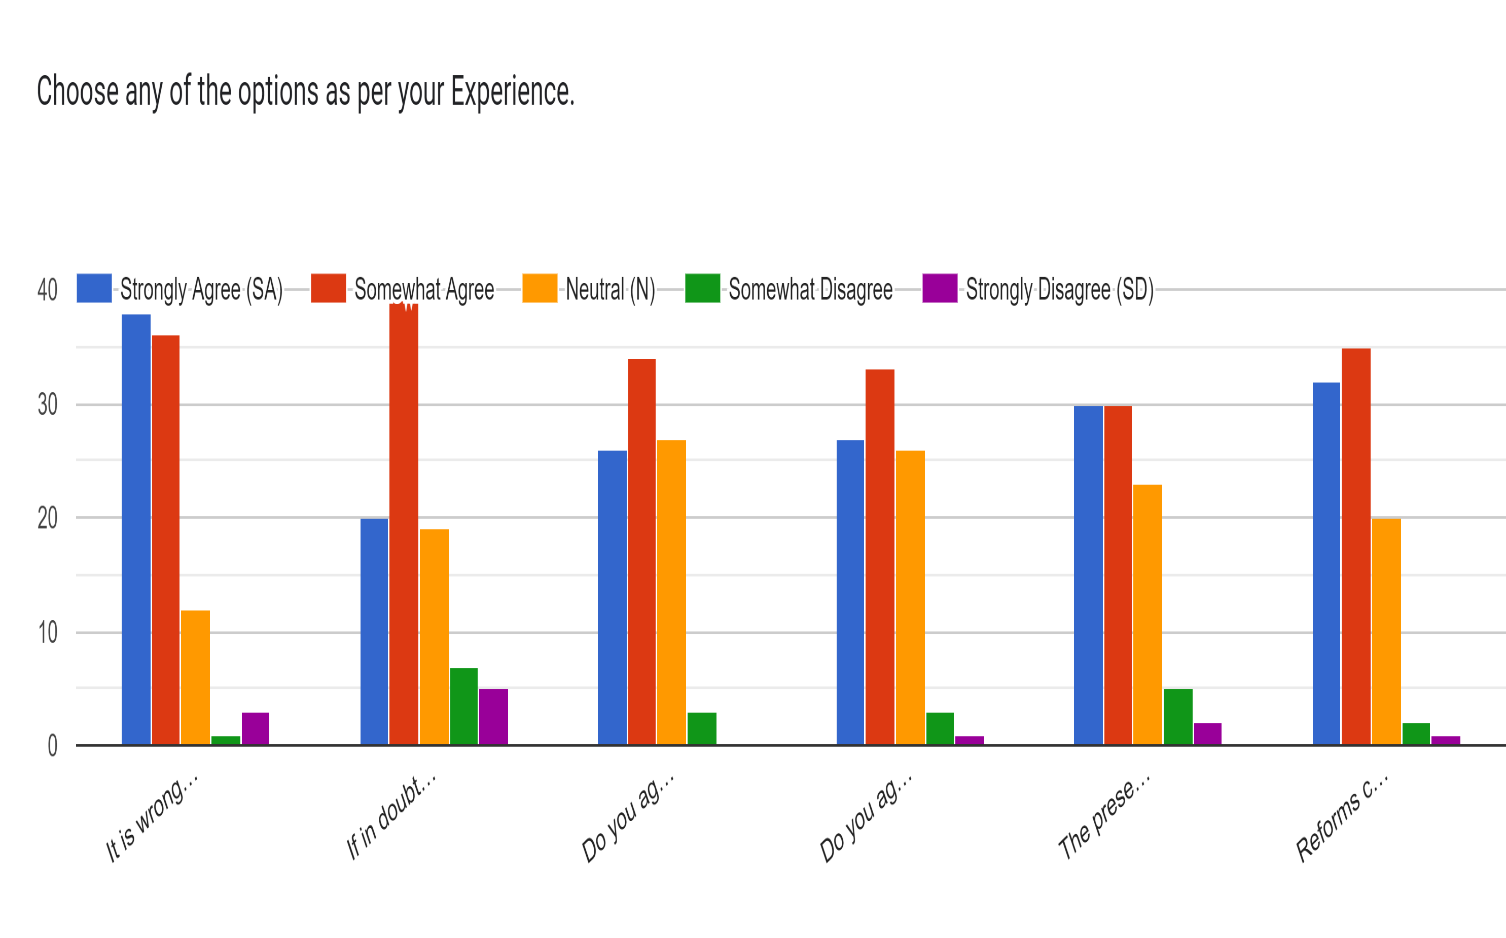 Choose any of the options as per your Experience.
Strongly Agree (SA) Somewhat Agree Neutral (N) Somewhat Disagree Strongly Disagree (SD)
40
30
20
10
0
It is wrong...
If in doubt...
Do you ag...
Do you ag...
The prese...
Reforms c...